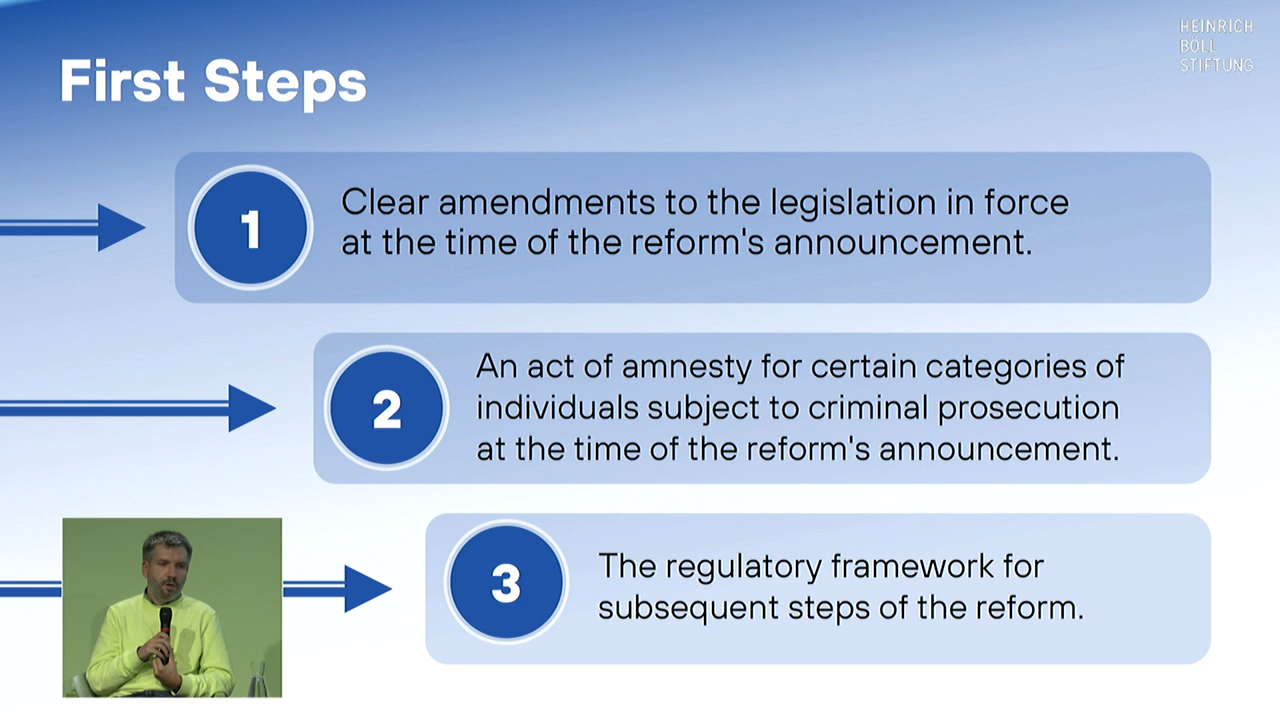 HEINRICH
BÖLL
STIFTUNG
First Steps
1
Clear amendments to the legislation in force
at the time of the reform's announcement.
2
An act of amnesty for certain categories of
individuals subject to criminal prosecution
at the time of the reform's announcement.
3
The regulatory framework for
subsequent steps of the reform.